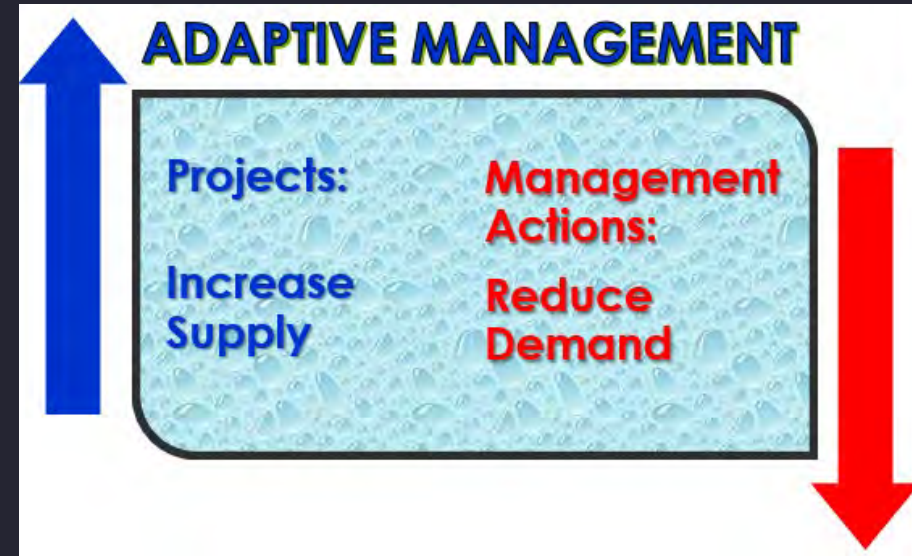 ADAPTIVE MANAGEMENT
Projects:
Increase
Supply
Management
Actions:
Reduce
Demand